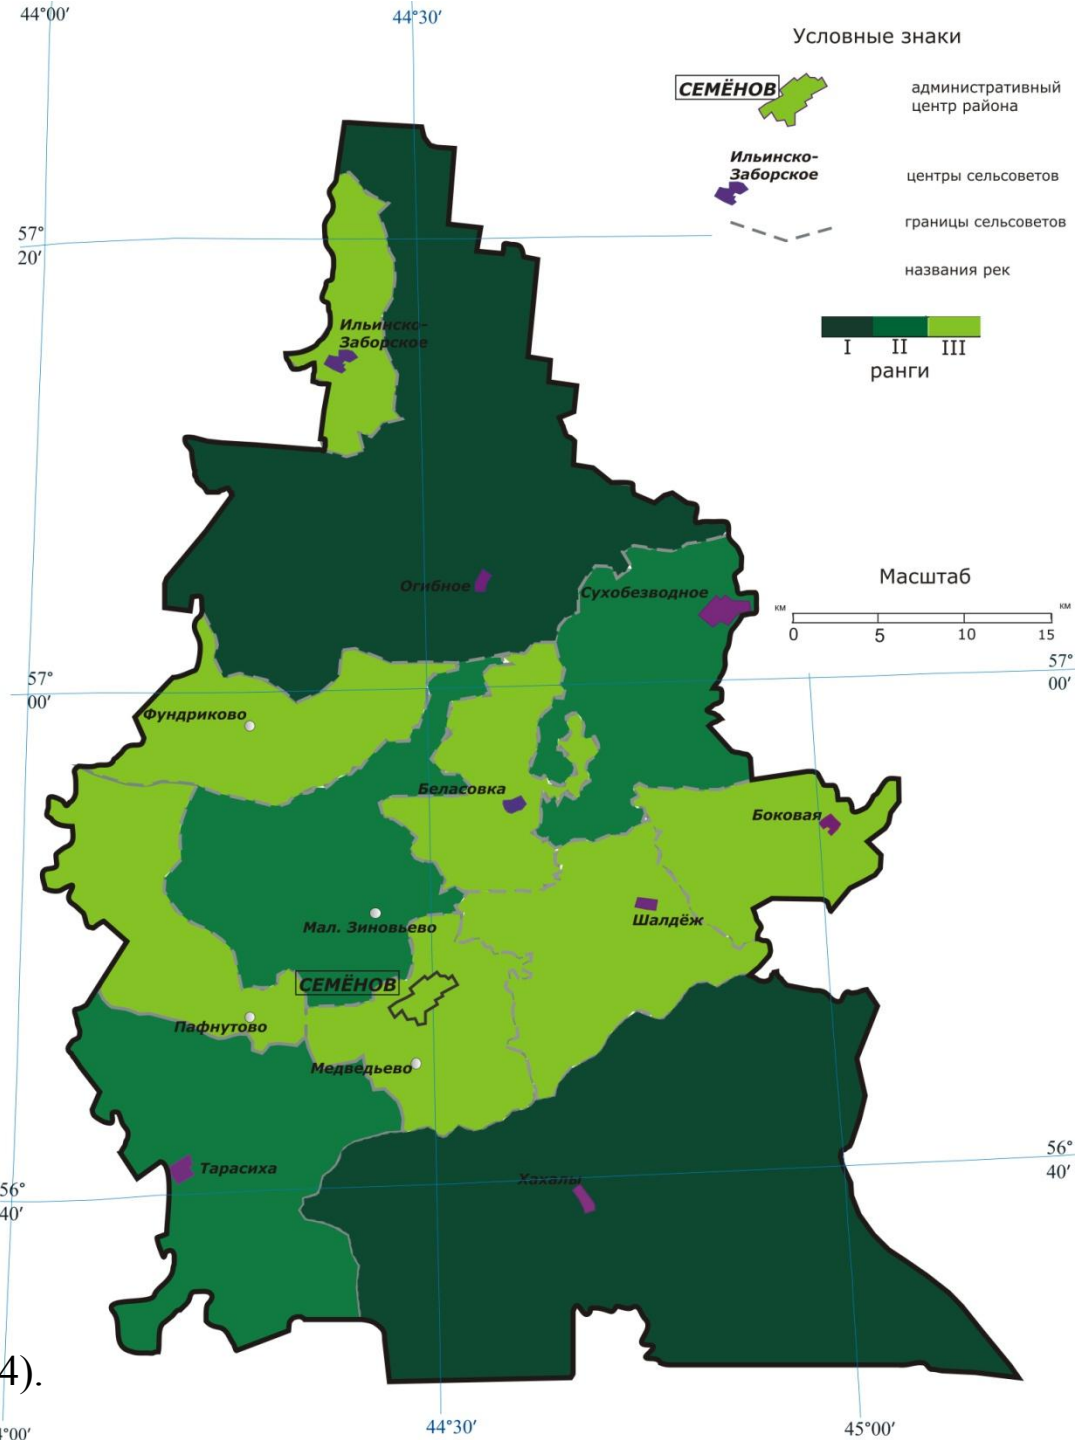 44°00′
44°30′
Условные знаки
СЕМЁНОВ
административный
центр района
Ильинско-
Заборское
центры сельсоветов
границы сельсоветов
названия рек
57°
20′
I II III
ранги
Ильинско-
Заборское
Масштаб
Огибное
Сухобезводное
км
км
0 5 10 15
57°
00′
57°
00′
Фундриково
Беласовка
Боковая
Мал. Зиновьево
Шалдёж
СЕМЁНОВ
Пафнутово
Медведьево
Тарасиха
Хахалы
56°
40′
56°
40′
4).
44°30′
45°00′
4°00′